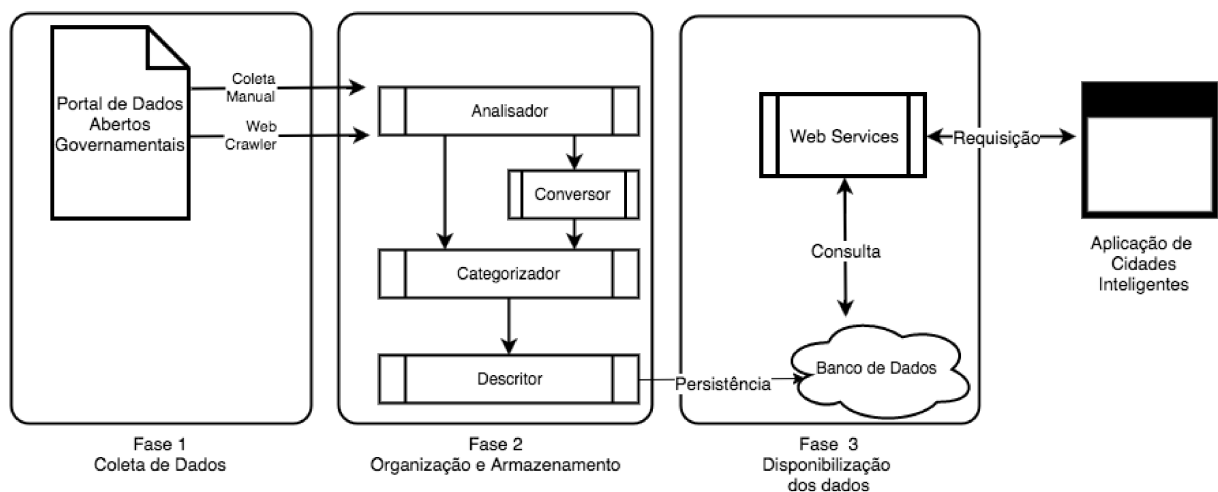 Portal de Dados
Abertos
Governamentais
Coleta
Manual
Web
Crawler
Fase 1
Coleta de Dados
Analisador
Conversor
Categorizador
Descritor
Fase 2
Organização e Armazenamento
Persistência
Web Services
Consulta
Banco de Dados
Fase 3
Disponibilização
dos dados
Requisição
Aplicação de
Cidades
Inteligentes